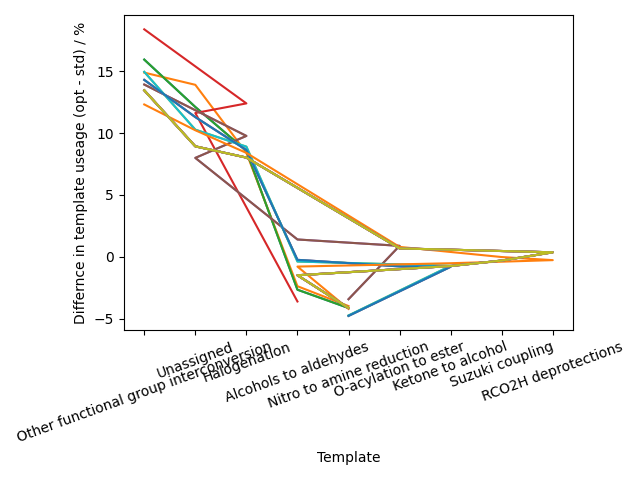 Differnce in template useage (opt - std) / %
15
10
5
0
−5
Other functional group interconversion
Unassigned
Halogenation
Alcohols to aldehydes
Nitro to amine reduction
O-acylation to ester
Ketone to alcohol
Suzuki coupling
RCO2H deprotections
Template